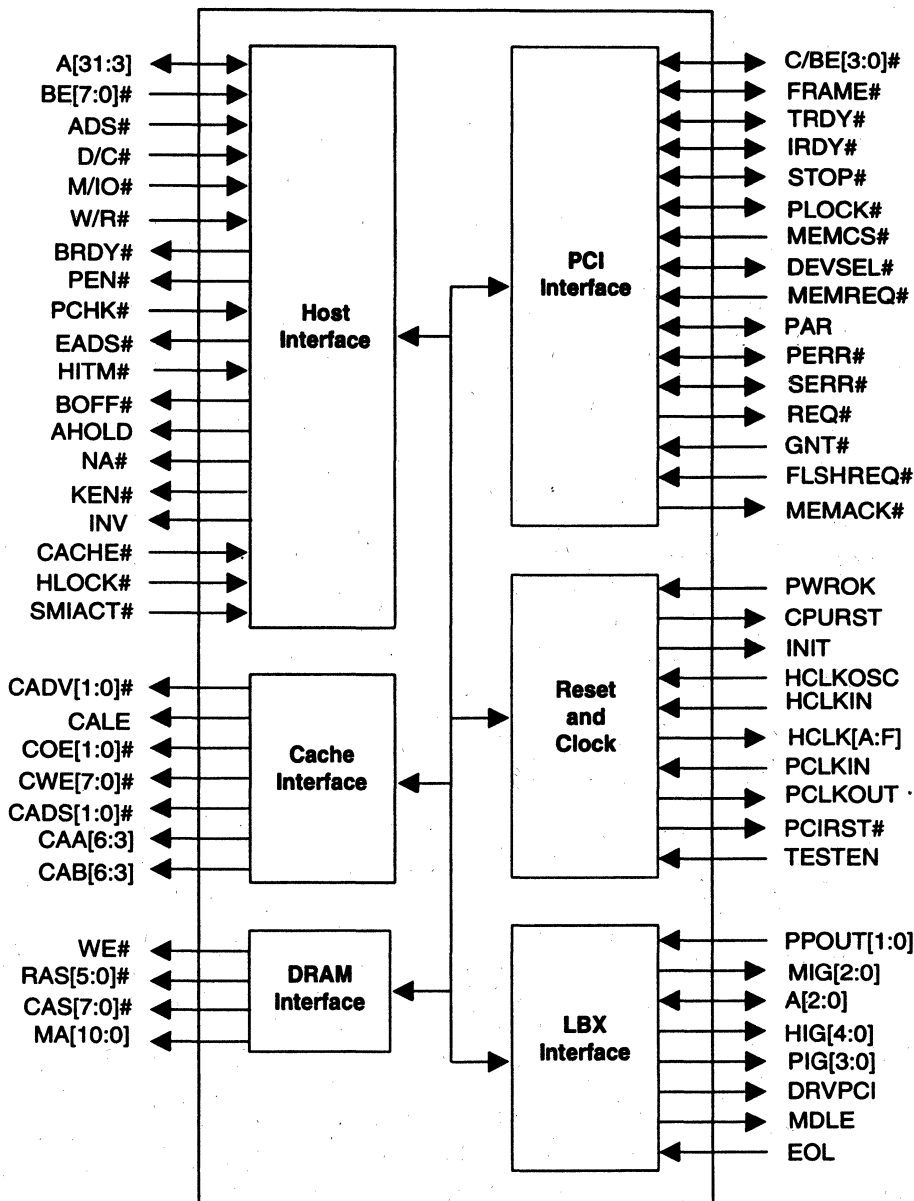 A[31:3]
BE[7:0]#
ADS#
D/C#
M/IO#
W/R#
BRDY#
PEN#
PCHK#
EADS#
HITM#
BOFF#
AHOLD
NA#
KEN#
INV
CACHE#
HLOCK#
SMIACT#
Host
Interface
CADV[1:0]#
CALE
COE[1:0]#
CWE[7:0]#
CADS[1:0]#
CAA[6:3]
CAB[6:3]
Cache
Interface
WE#
RAS[5:0]#
CAS[7:0]#
MA[10:0]
DRAM
Interface
PCI
Interface
C/BE[3:0]#
FRAME#
TRDY#
IRDY#
STOP#
PLOCK#
MEMCS#
DEVSEL#
MEMREQ#
PAR
PERR#
SERR#
REQ#
GNT#
FLSHREQ#
MEMACK#
Reset
and
Clock
PWROK
CPURST
INIT
HCLKOSC
HCLKIN
HCLK[A:F]
PCLKIN
PCLKOUT
PCIRST#
TESTEN
LBX
Interface
PPOUT[1:0]
MIG[2:0]
A[2:0]
HIG[4:0]
PIG[3:0]
DRVPCI
MDLE
EOL